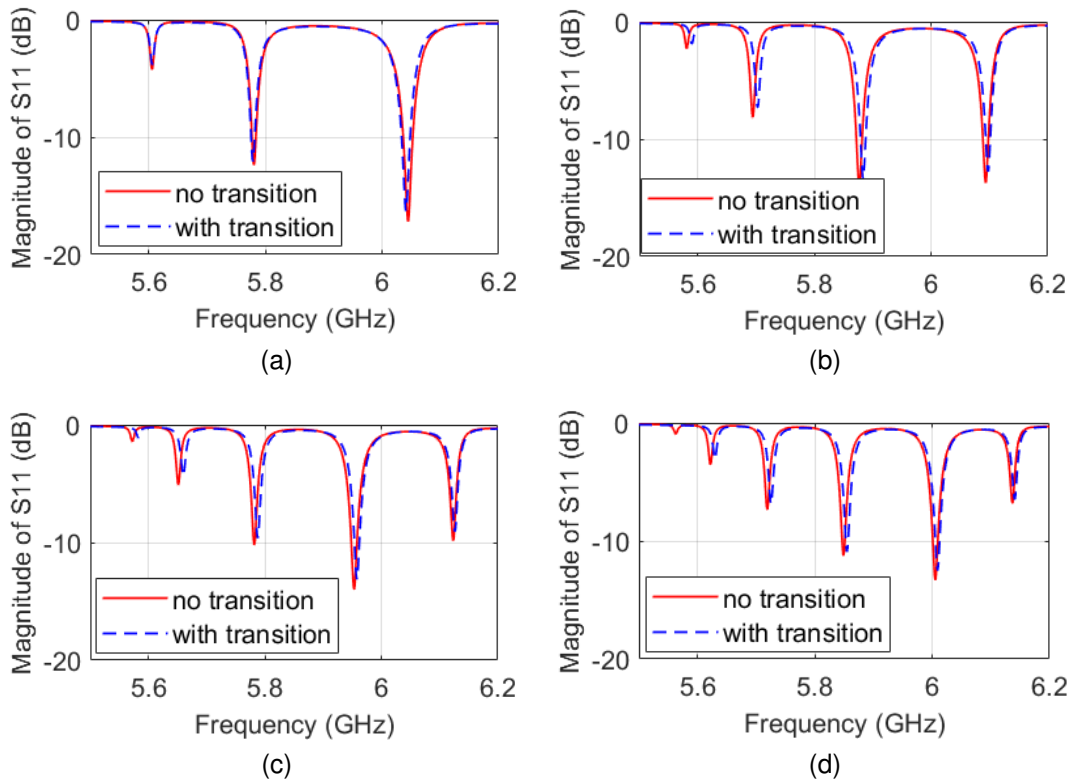 0
-10
-20
Magnitude of S11 (dB)
no transition
with transition
5.6
5.8
6
6.2
Frequency (GHz)
(a)
0
-10
-20
Magnitude of S11 (dB)
no transition
with transition
5.6
5.8
6
6.2
Frequency (GHz)
(b)
0
-10
-20
Magnitude of S11 (dB)
no transition
with transition
5.6
5.8
6
6.2
Frequency (GHz)
(c)
0
-10
-20
Magnitude of S11 (dB)
no transition
with transition
5.6
5.8
6
6.2
Frequency (GHz)
(d)